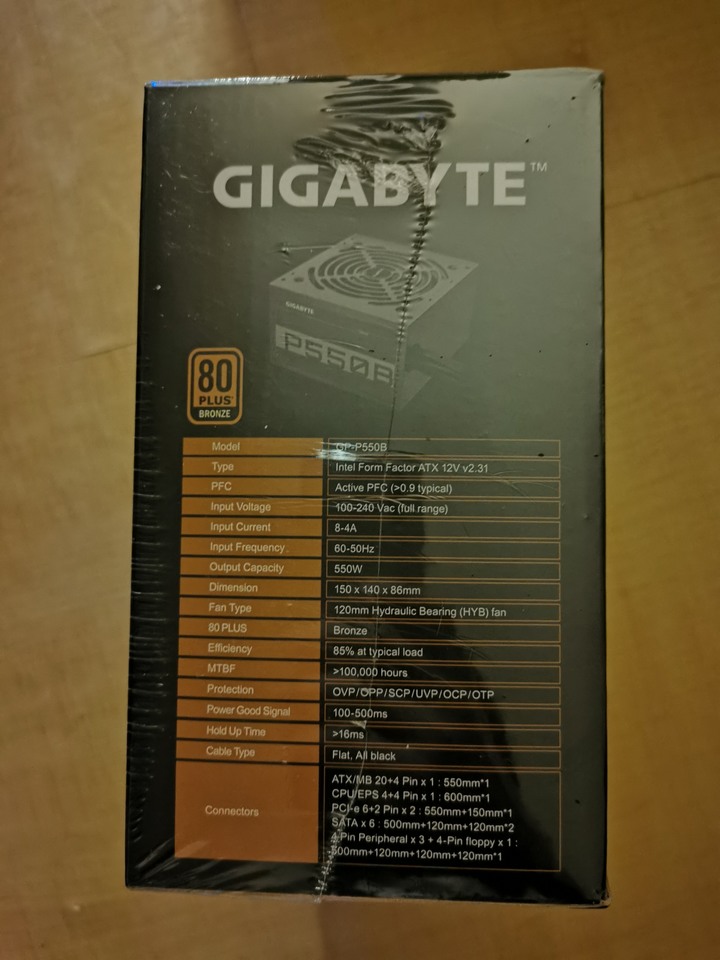 GIGABYTE™
GIGABYTE
P550B
80
PLUS®
BRONZE
Model GP-P550B
Type Intel Form Factor ATX 12V v2.31
PFC Active PFC (>0.9 typical)
Input Voltage 100-240 Vac (full range)
Input Current 8-4A
Input Frequency 60-50Hz
Output Capacity 550W
Dimension 150 x 140 x 86mm
Fan Type 120mm Hydraulic Bearing (HYB) fan
80 PLUS Bronze
Efficiency 85% at typical load
MTBF >100,000 hours
Protection OVP/OPP/SCP/UVP/OCP/OTP
Power Good Signal 100-500ms
Hold Up Time >16ms
Cable Type Flat, All black
Connectors
ATX/MB 20+4 Pin x 1 : 550mm*1
CPU/EPS 4+4 Pin x 1 : 600mm*1
PCI-e 6+2 Pin x 2 : 550mm+150mm*1
SATA x 6 : 500mm+120mm+120mm*2
4-Pin Peripheral x 3 + 4-Pin floppy x 1 :
500mm+120mm+120mm+120mm*1